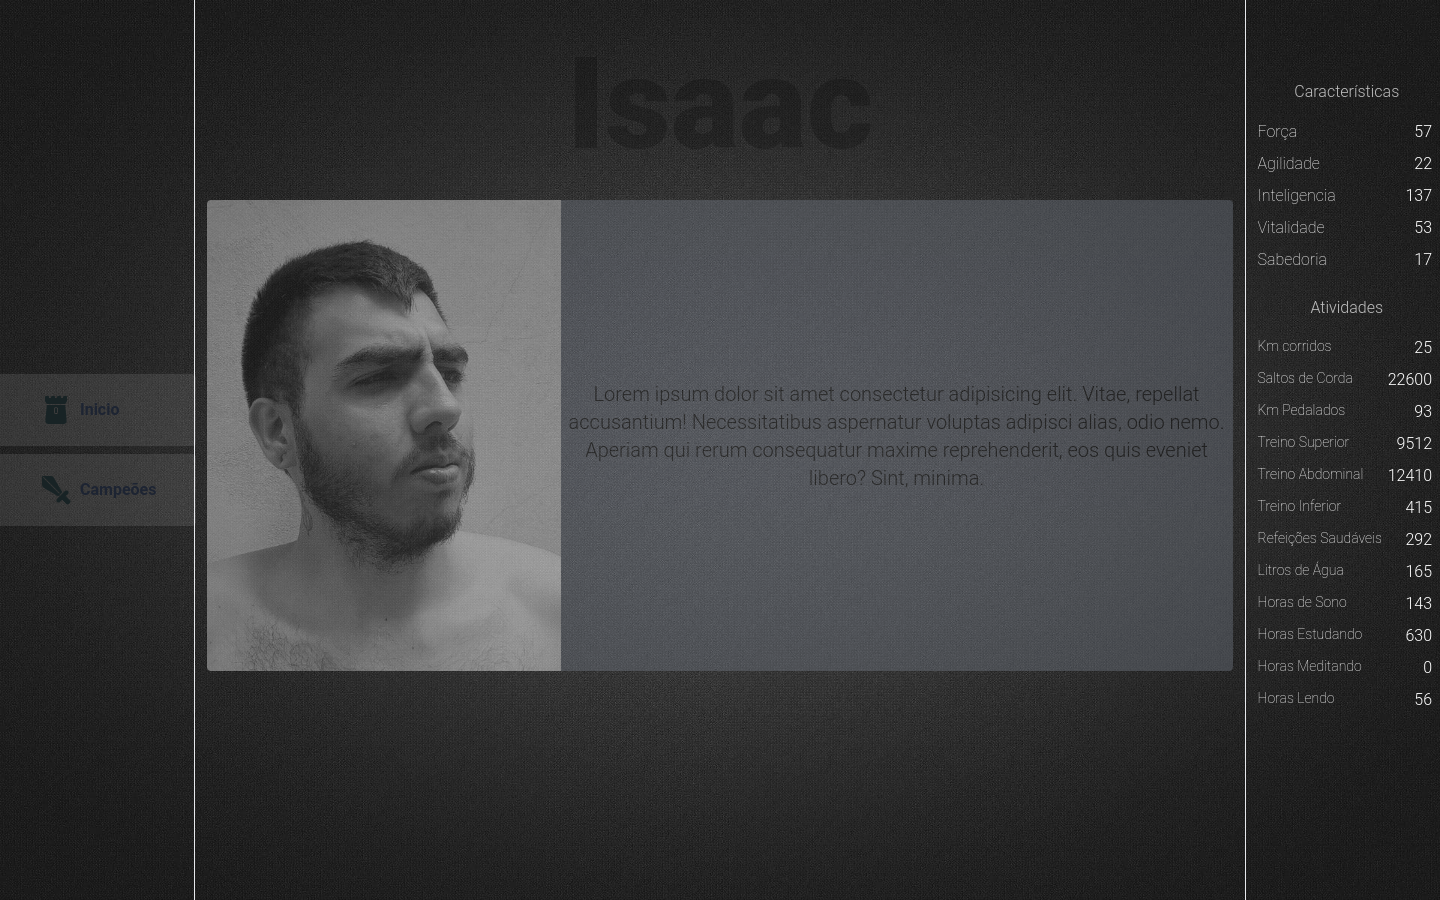 Isaac
Inicio
Campeões
Lorem ipsum dolor sit amet consectetur adipisicing elit. Vitae, repellat
accusantium! Necessitatibus aspernatur voluptas adipisci alias, odio nemo.
Aperiam qui rerum consequatur maxime reprehenderit, eos quis eveniet
libero? Sint, minima.
Características
Força 57
Agilidade 22
Inteligencia 137
Vitalidade 53
Sabedoria 17
Atividades
Km corridos 25
Saltos de Corda 22600
Km Pedalados 93
Treino Superior 9512
Treino Abdominal 12410
Treino Inferior 415
Refeições Saudáveis 292
Litros de Água 165
Horas de Sono 143
Horas Estudando 630
Horas Meditando 0
Horas Lendo 56